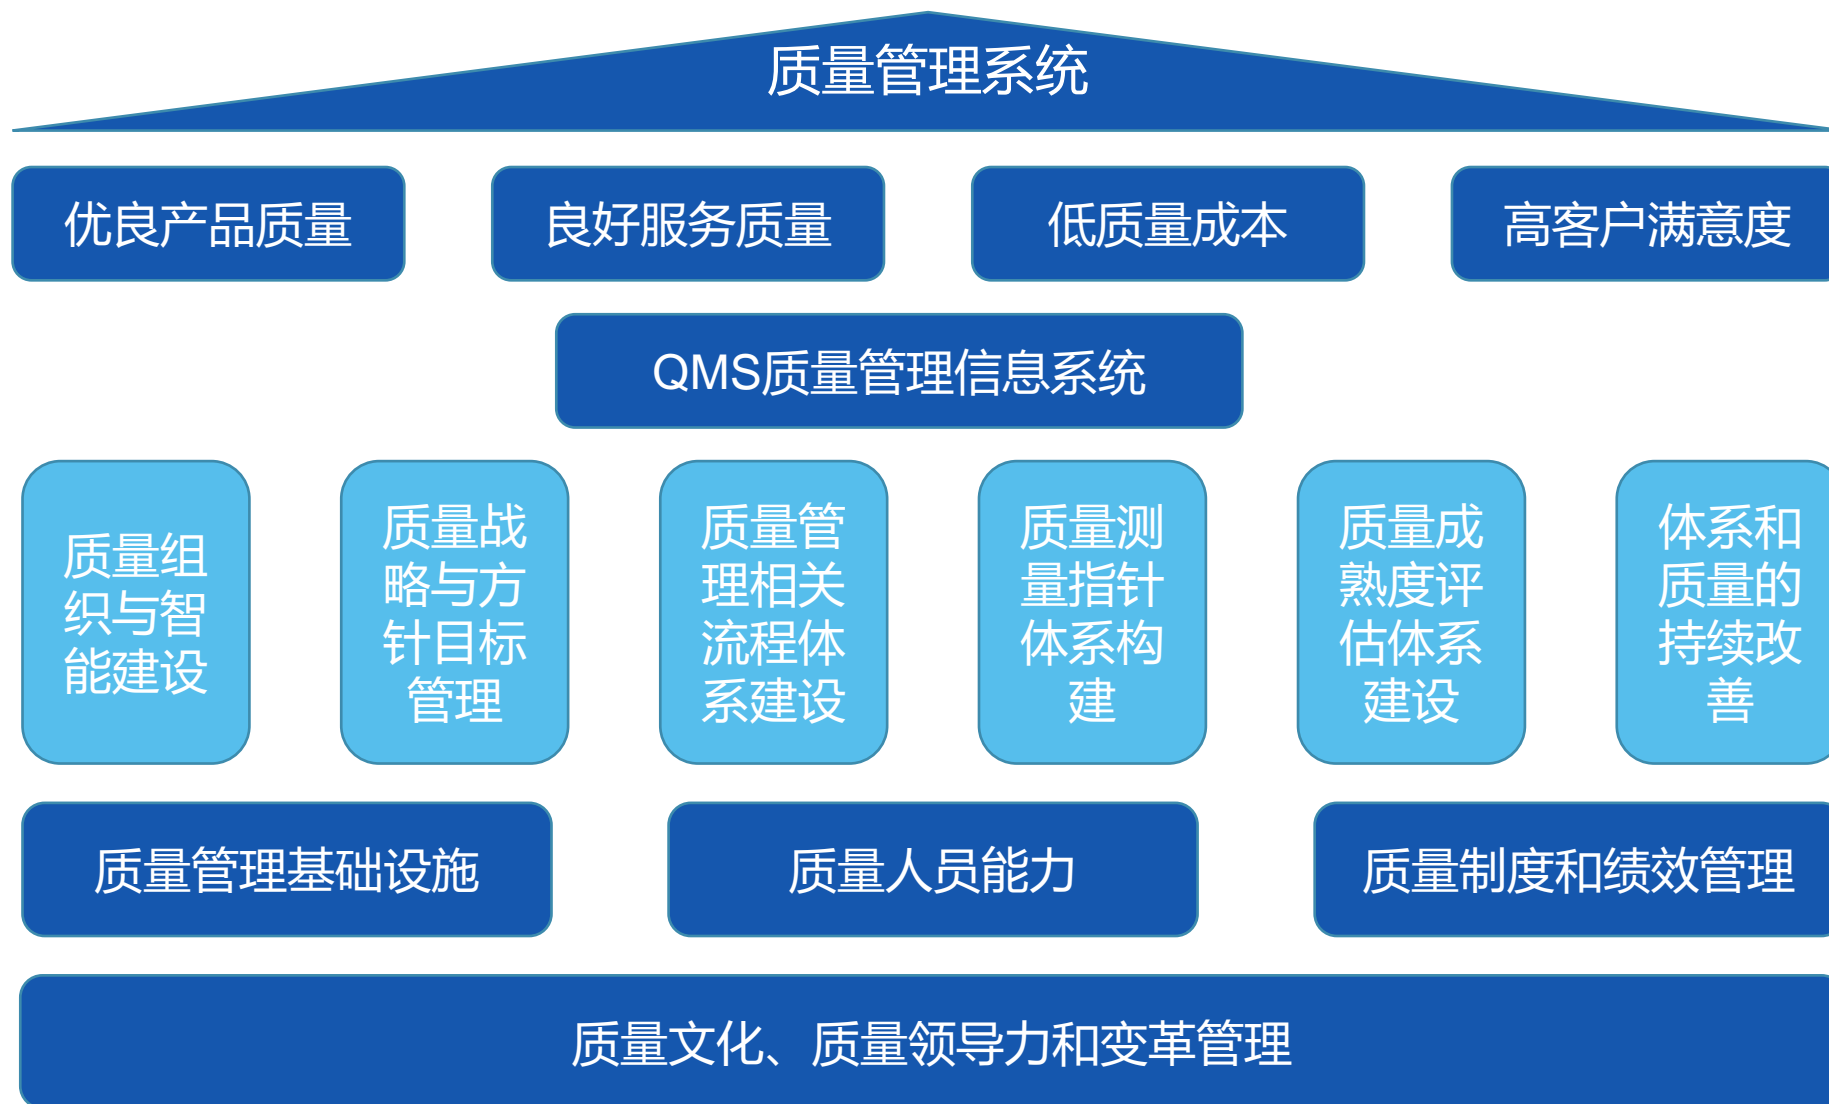 质量管理系统
优良产品质量
良好服务质量
低质量成本
高客户满意度
QMS质量管理信息系统
质量组
织与智
能建设
质量战
略与方
针目标
管理
质量管
理相关
流程体
系建设
质量测
量指针
体系构
建
质量成
熟度评
估体系
建设
体系和
质量的
持续改
善
质量管理基础设施
质量人员能力
质量制度和绩效管理
质量文化、质量领导力和变革管理